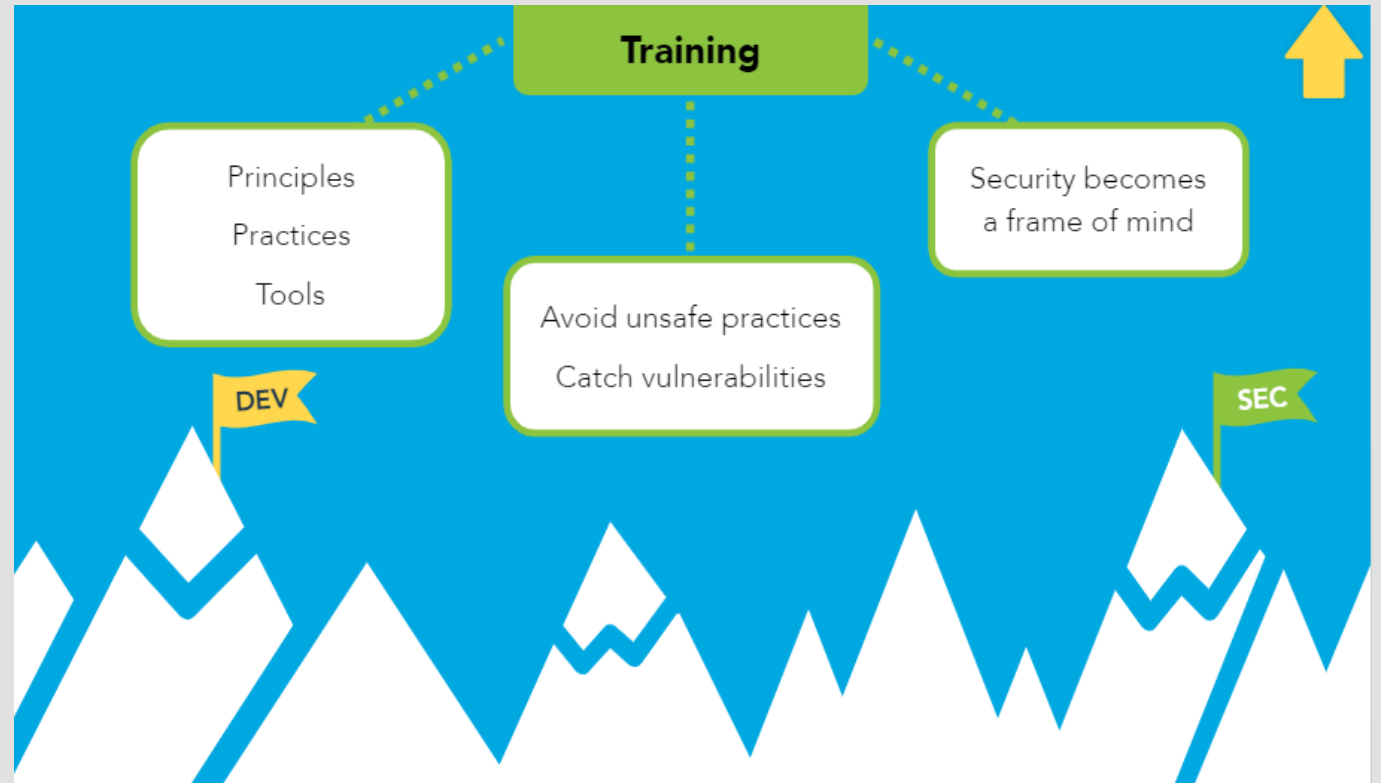 Training
Principles
Practices
Tools
Avoid unsafe practices
Catch vulnerabilities
Security becomes
a frame of mind
DEV
SEC